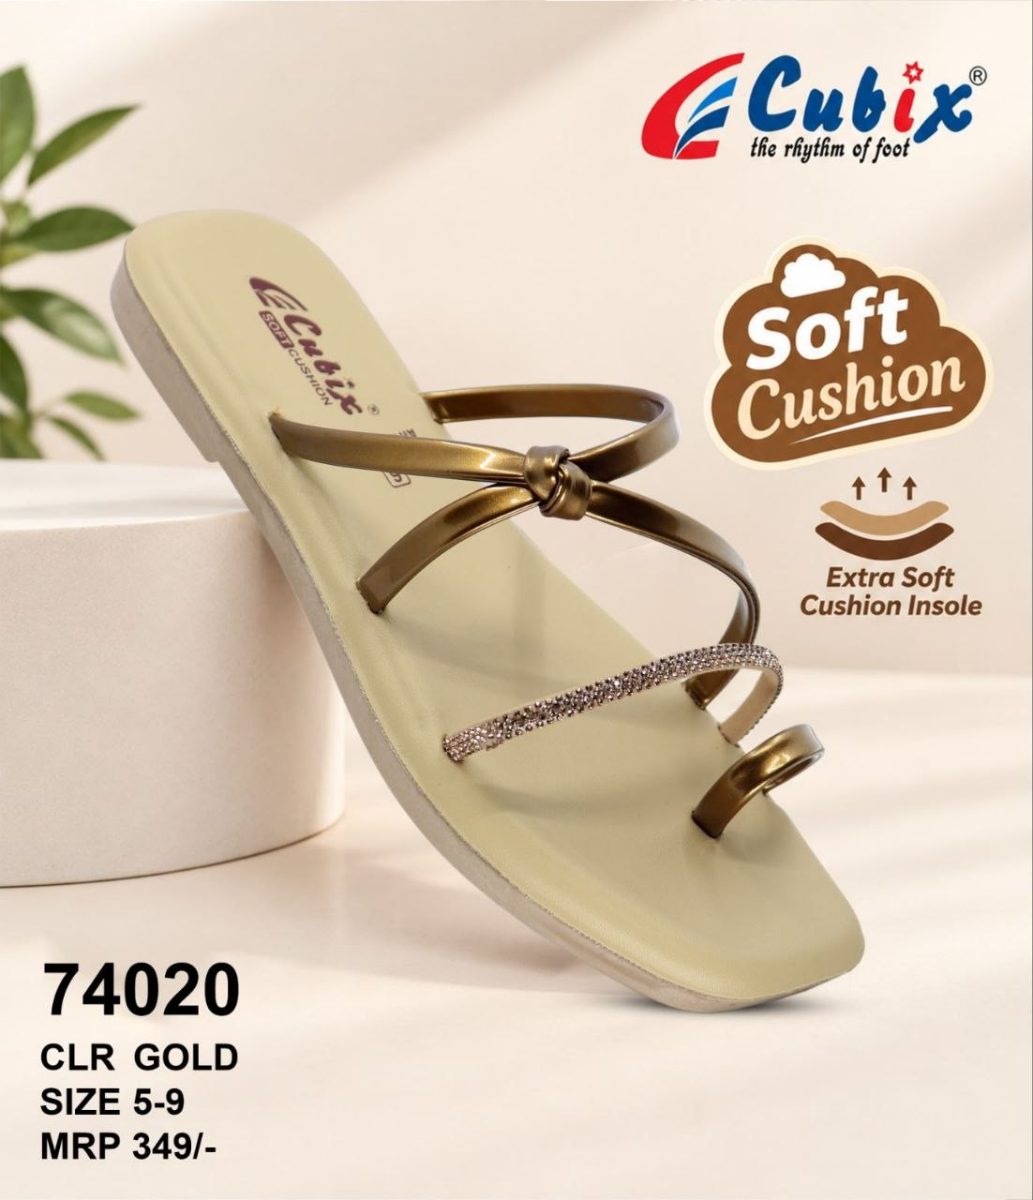 Cubix®
the rhythm of foot
Soft
Cushion
Extra Soft
Cushion Insole
Cubix®
SOFT CUSHION
74020
CLR GOLD
SIZE 5-9
MRP 349/-